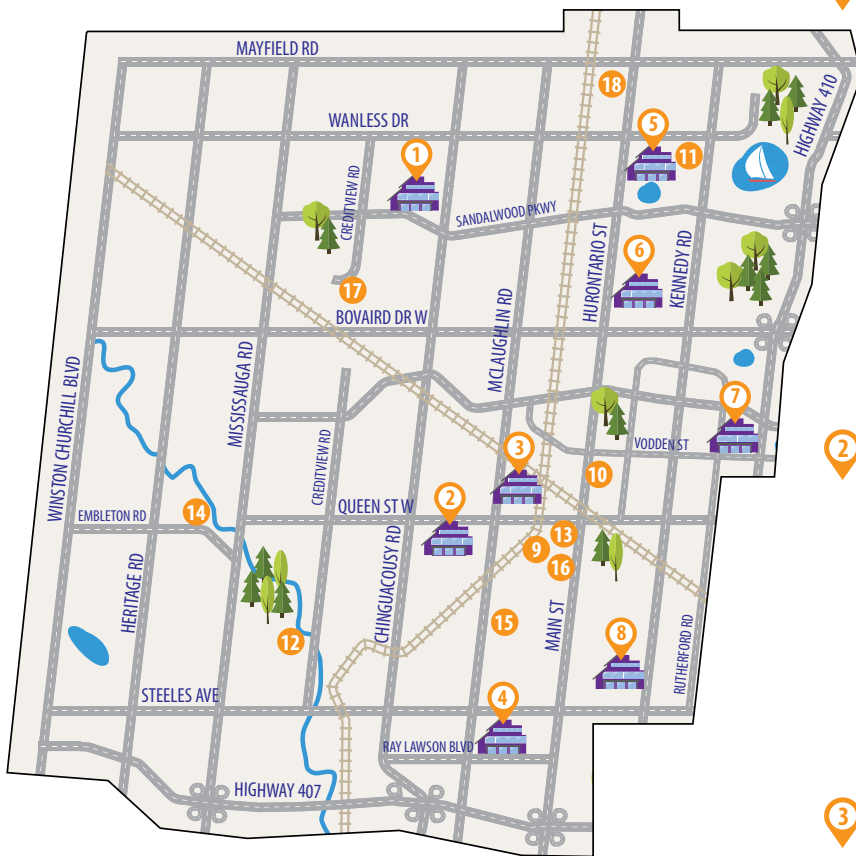 MAYFIELD RD
18
HIGHWAY 410
WANLESS DR
5
11
1
CREDITVIEW RD
SANDALWOOD PKWY
6
HURONTARIO ST
KENNEDY RD
17
BOVAIRD DR W
MCLAUGHLIN RD
WINSTON CHURCHILL BLVD
MISSISSAUGA RD
7
VODDEN ST
2
CREDITVIEW RD
3
10
QUEEN ST W
2
EMBLETON RD
14
13
9
16
HERITAGE RD
CHINGUACOUSY RD
15
12
MAIN ST
8
RUTHERFORD RD
STEELES AVE
4
RAY LAWSON BLVD
HIGHWAY 407
3